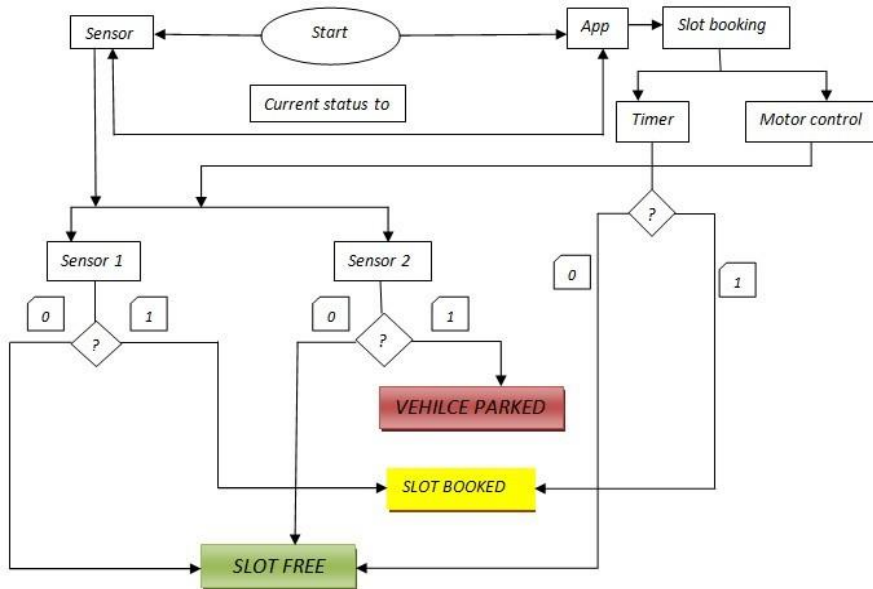 Sensor
Start
App
Slot booking
Current status to
Timer
Motor control
?
Sensor 1
Sensor 2
0
1
0
1
0
1
?
?
VEHILCE PARKED
SLOT BOOKED
SLOT FREE